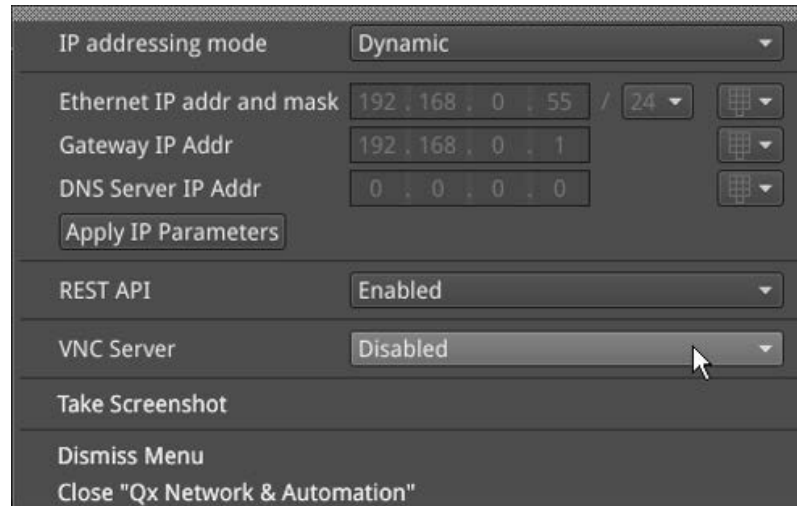 IP addressing mode Dynamic
Ethernet IP addr and mask 192 . 168 . 0 . 55 / 24
Gateway IP Addr 192 . 168 . 0 . 1
DNS Server IP Addr 0 . 0 . 0 . 0
Apply IP Parameters
REST API Enabled
VNC Server Disabled
Take Screenshot
Dismiss Menu
Close "Qx Network & Automation"